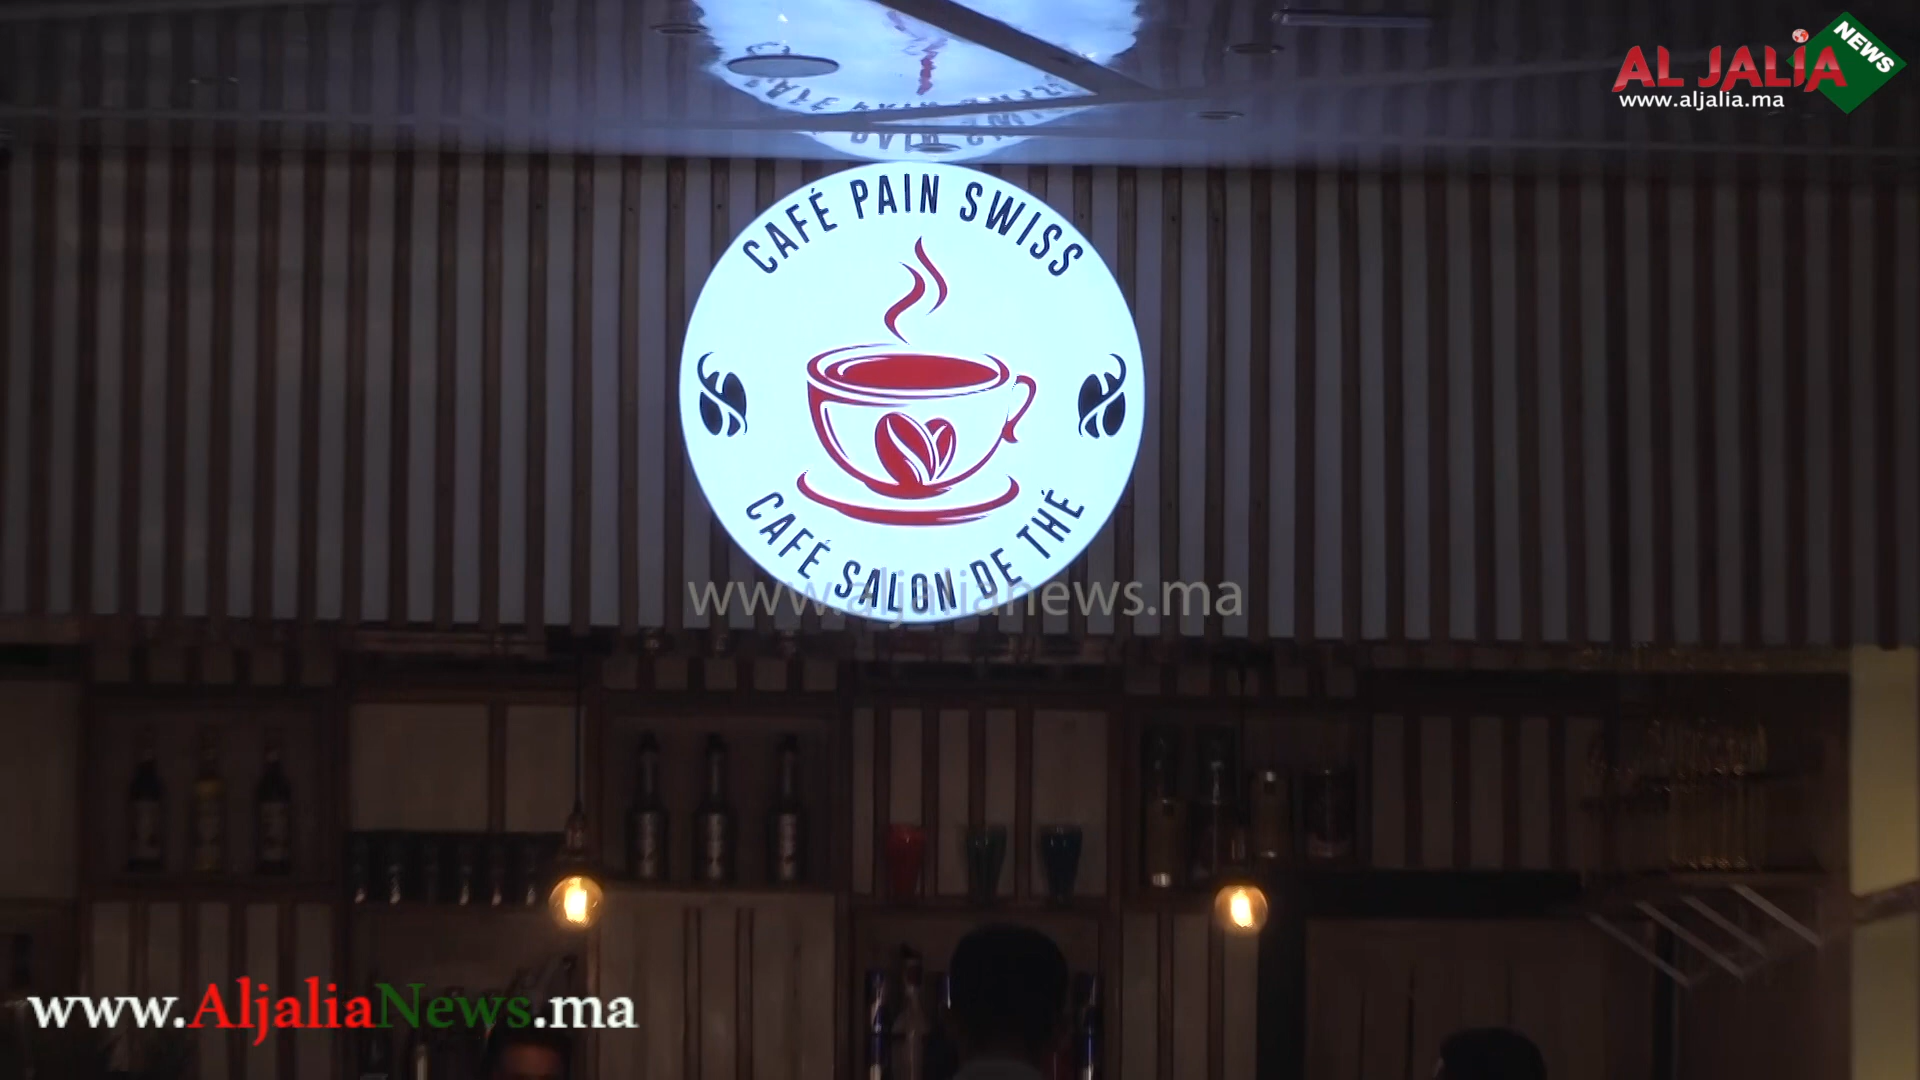 AL JALIA NEWS
www.aljalia.ma
CAFÉ PAIN SWISS
CAFÉ SALON DE THÉ
www.aljalianews.ma
www.AljaliaNews.ma